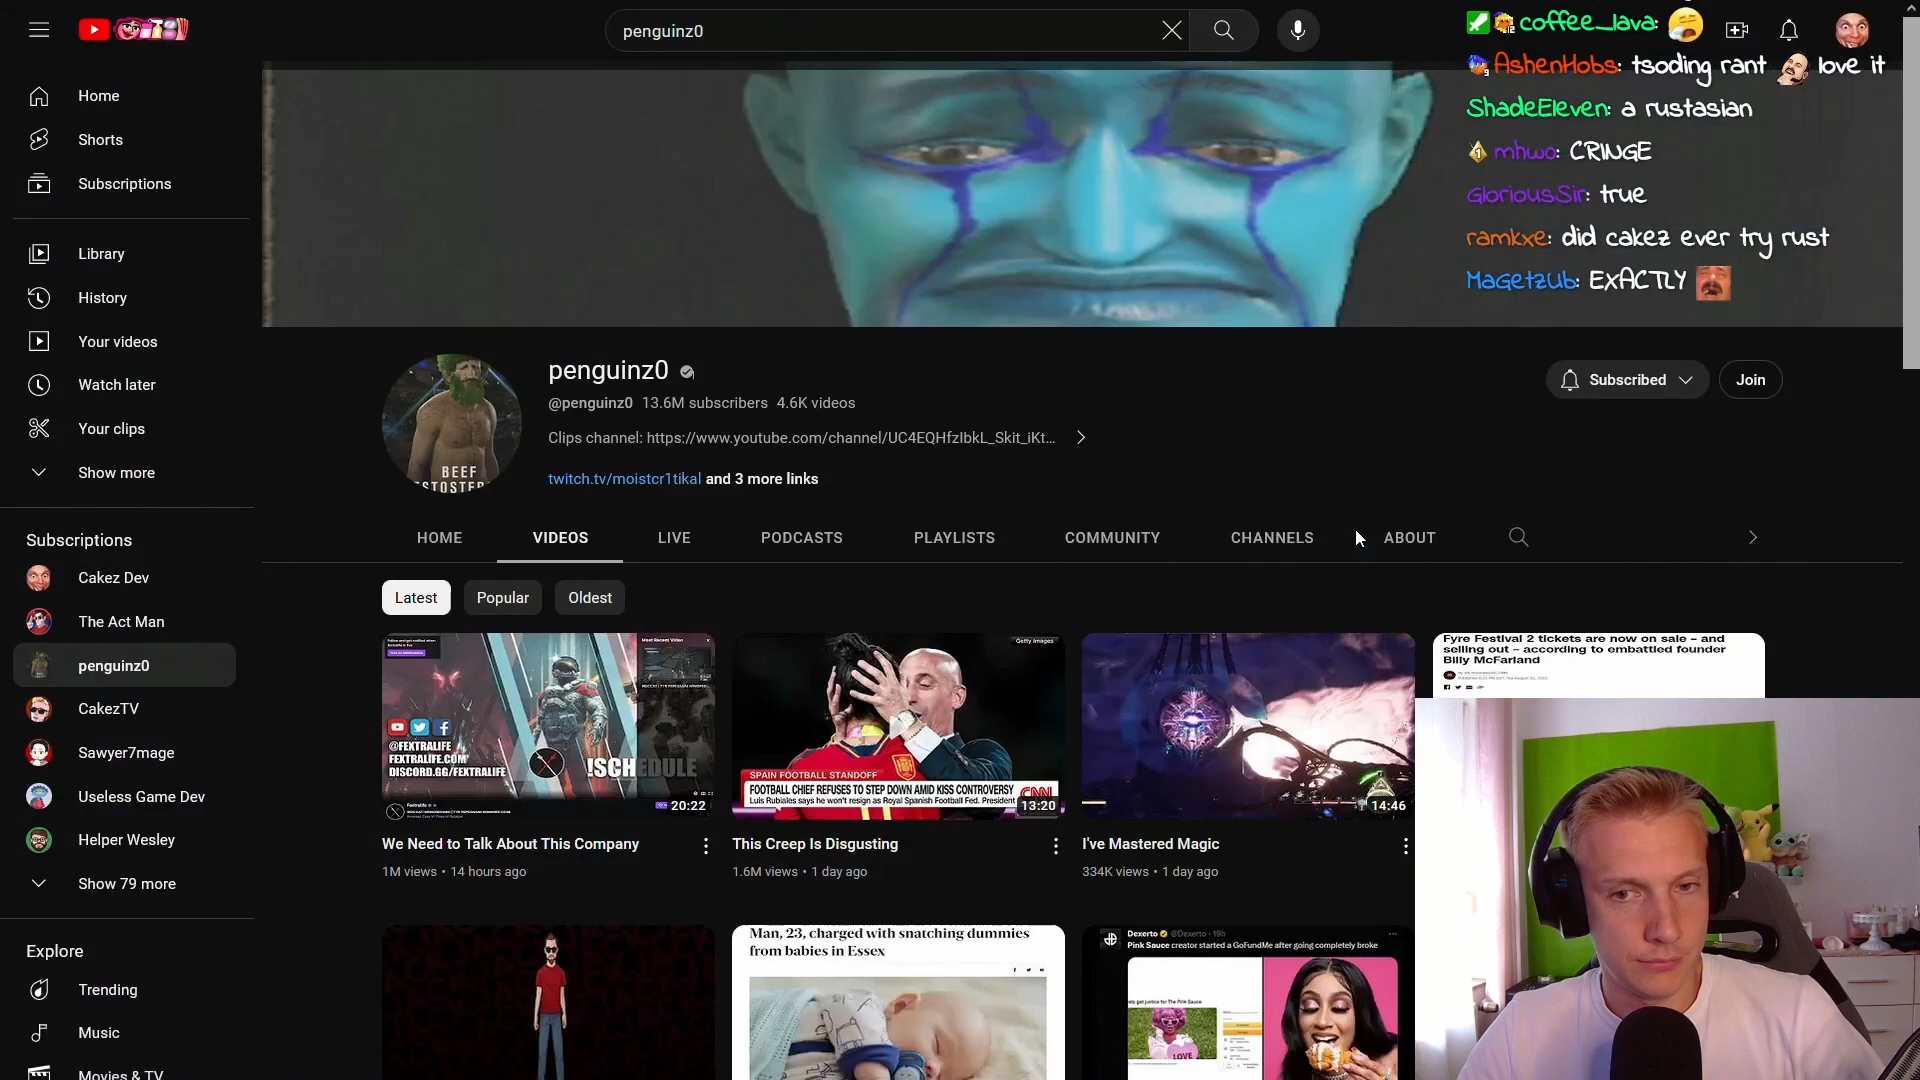 penguinz0
coffee_lava:
AshenHobs: tsoding rant love it
ShadeEleven: a rustasian
mhwo: CRINGE
GloriousSir: true
ramkxe: did cakez ever try rust
MaGetzUb: EXACTLY
Home
Shorts
Subscriptions
Library
History
Your videos
Watch later
Your clips
Show more
Subscriptions
Cakez Dev
The Act Man
penguinz0
CakezTV
Sawyer7mage
Useless Game Dev
Helper Wesley
Show 79 more
Explore
Trending
Music
Movies & TV
BEEF
penguinz0
@penguinz0 13.6M subscribers 4.6K videos
Clips channel: https://www.youtube.com/channel/UC4EQHfzIbkL_Skit_iKt...
twitch.tv/moistcr1tikal and 3 more links
Subscribed
Join
HOME
VIDEOS
LIVE
PODCASTS
PLAYLISTS
COMMUNITY
CHANNELS
ABOUT
Latest
Popular
Oldest
Most Recent Video
@FEXTRALIFE
FEXTRALIFE.COM
DISCORD.GG/FEXTRALIFE
!SCHEDULE
20:22
We Need to Talk About This Company
1M views • 14 hours ago
Getty Images
SPAIN FOOTBALL STANDOFF
FOOTBALL CHIEF REFUSES TO STEP DOWN AMID KISS CONTROVERSY
Luis Rubiales says he won't resign as Royal Spanish Football Fed. President
CNN
13:20
This Creep Is Disgusting
1.6M views • 1 day ago
14:46
I've Mastered Magic
334K views • 1 day ago
Fyre Festival 2 tickets are now on sale – and
selling out – according to embattled founder
Billy McFarland
Man, 23, charged with snatching dummies
from babies in Essex
Dexerto @Dexerto · 19h
Pink Sauce creator started a GoFundMe after going completely broke
LOVE